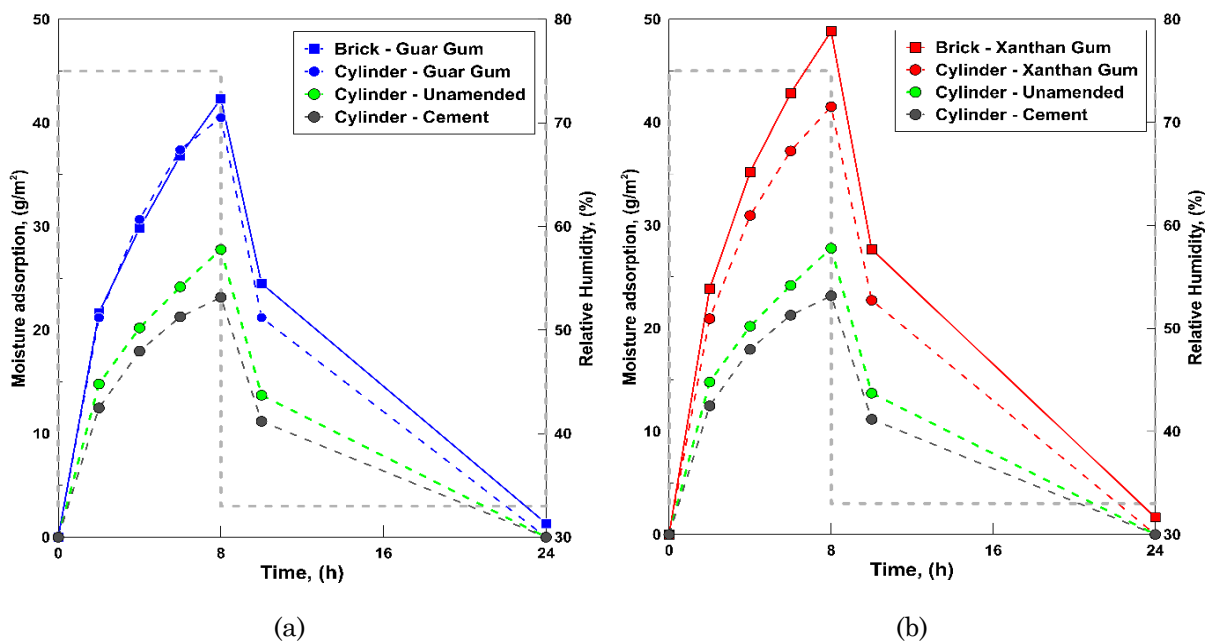 50
40
30
20
10
0
Moisture adsorption, (g/m²)
80
70
60
50
40
30
Relative Humidity, (%)
Brick - Guar Gum
Cylinder - Guar Gum
Cylinder - Unamended
Cylinder - Cement
0
8
16
24
Time, (h)
(a)
50
40
30
20
10
0
Moisture adsorption, (g/m²)
80
70
60
50
40
30
Relative Humidity, (%)
Brick - Xanthan Gum
Cylinder - Xanthan Gum
Cylinder - Unamended
Cylinder - Cement
0
8
16
24
Time, (h)
(b)